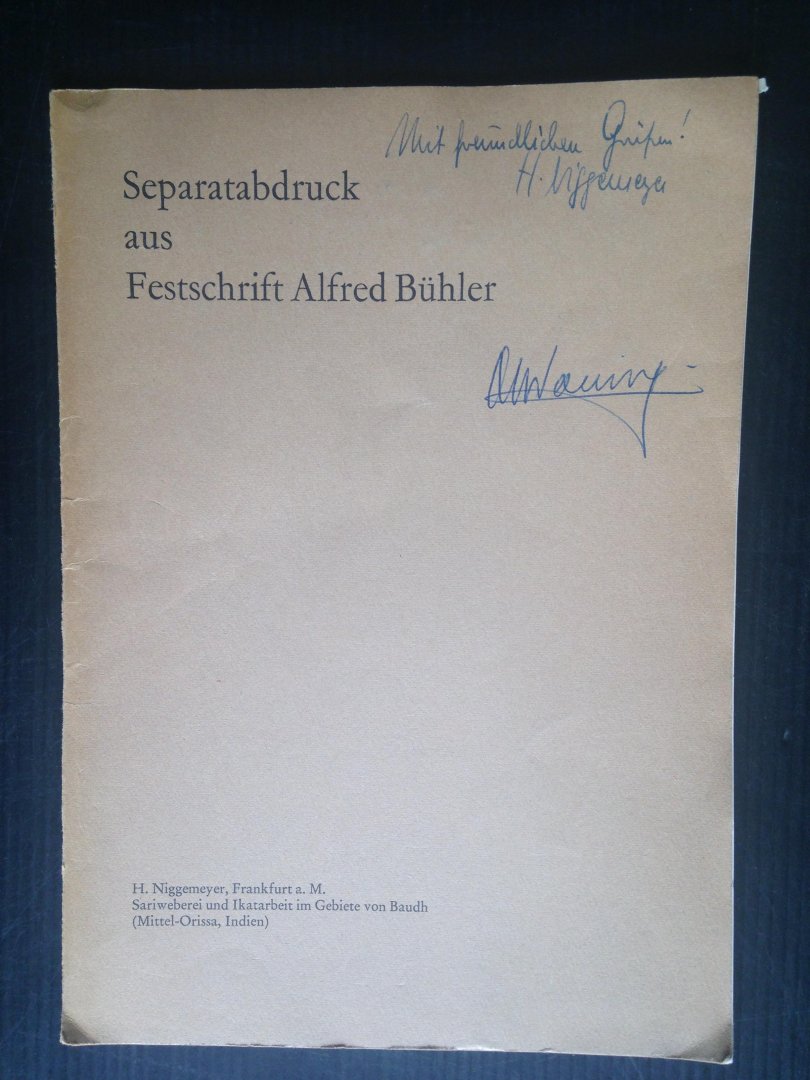 Mit freundlichen Grüßen!
H. Niggemeyer
Separatabdruck
aus
Festschrift Alfred Bühler
H. Niggemeyer, Frankfurt a. M.
Sariweberei und Ikatarbeit im Gebiete von Baudh
(Mittel-Orissa, Indien)